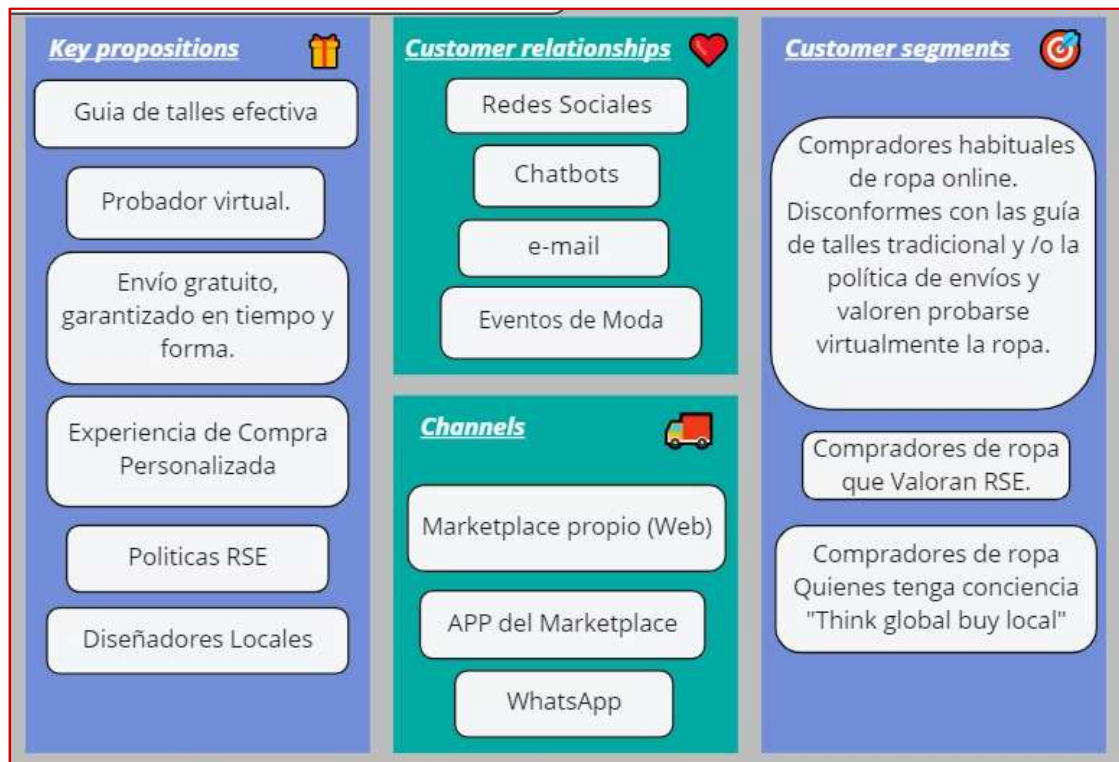 Key propositions
Guia de talles efectiva
Probador virtual.
Envío gratuito,
garantizado en tiempo y
forma.
Experiencia de Compra
Personalizada
Politicas RSE
Diseñadores Locales
Customer relationships
Redes Sociales
Chatbots
e-mail
Eventos de Moda
Channels
Marketplace propio (Web)
APP del Marketplace
WhatsApp
Customer segments
Compradores habituales
de ropa online.
Disconformes con las guía
de talles tradicional y /o la
política de envíos y
valoren probarse
virtualmente la ropa.
Compradores de ropa
que Valoran RSE.
Compradores de ropa
Quienes tenga conciencia
"Think global buy local"